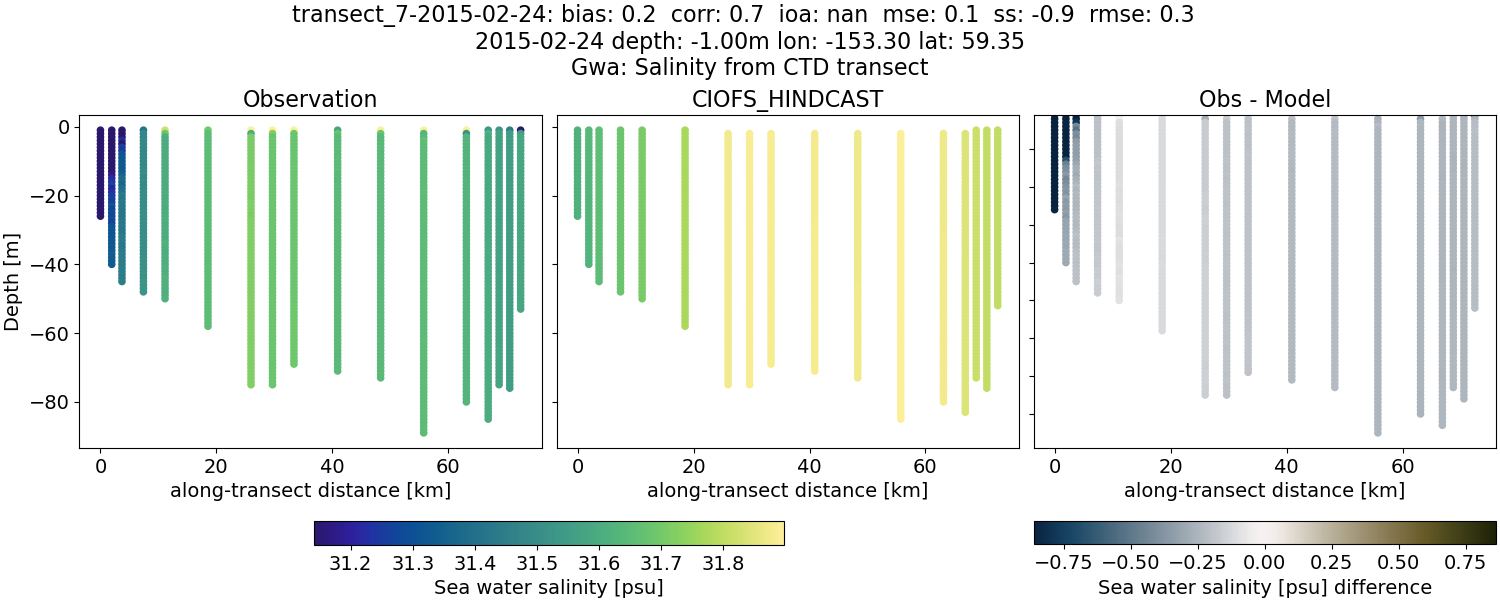 transect_7-2015-02-24: bias: 0.2 corr: 0.7 ioa: nan mse: 0.1 ss: -0.9 rmse: 0.3
2015-02-24 depth: -1.00m lon: -153.30 lat: 59.35
Gwa: Salinity from CTD transect
Observation
CIOFS_HINDCAST
Obs - Model
Depth [m]
0
−20
−40
−60
−80
0 20 40 60
0 20 40 60
0 20 40 60
along-transect distance [km]
along-transect distance [km]
along-transect distance [km]
31.2 31.3 31.4 31.5 31.6 31.7 31.8
Sea water salinity [psu]
−0.75 −0.50 −0.25 0.00 0.25 0.50 0.75
Sea water salinity [psu] difference